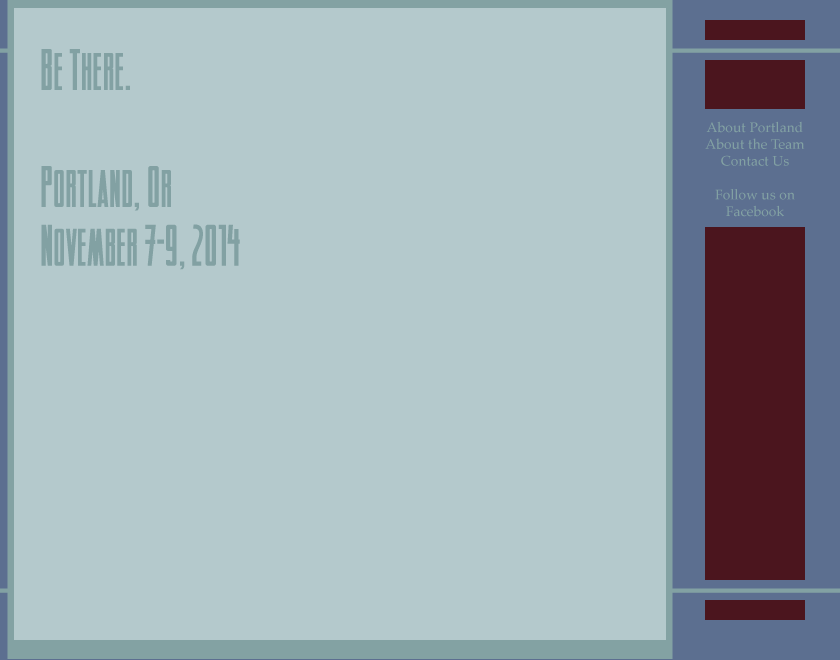 Be There.
Portland, Or
November 7-9, 2014
About Portland
About the Team
Contact Us
Follow us on
Facebook